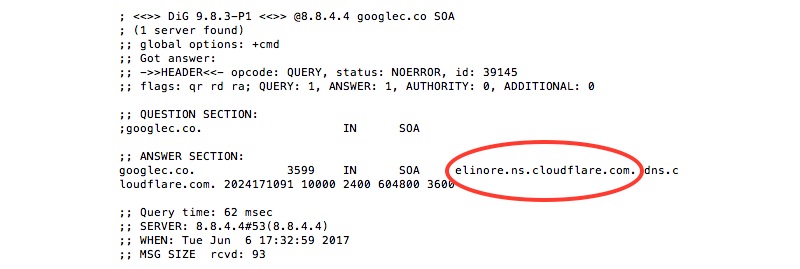 ; <<>> DiG 9.8.3-P1 <<>> @8.8.4.4 googlec.co SOA
; (1 server found)
;; global options: +cmd
;; Got answer:
;; ->>HEADER<<- opcode: QUERY, status: NOERROR, id: 39145
;; flags: qr rd ra; QUERY: 1, ANSWER: 1, AUTHORITY: 0, ADDITIONAL: 0
;; QUESTION SECTION:
;googlec.co. IN SOA
;; ANSWER SECTION:
googlec.co. 3599 IN SOA elinore.ns.cloudflare.com. dns.c
loudflare.com. 2024171091 10000 2400 604800 3600
;; Query time: 62 msec
;; SERVER: 8.8.4.4#53(8.8.4.4)
;; WHEN: Tue Jun 6 17:32:59 2017
;; MSG SIZE rcvd: 93